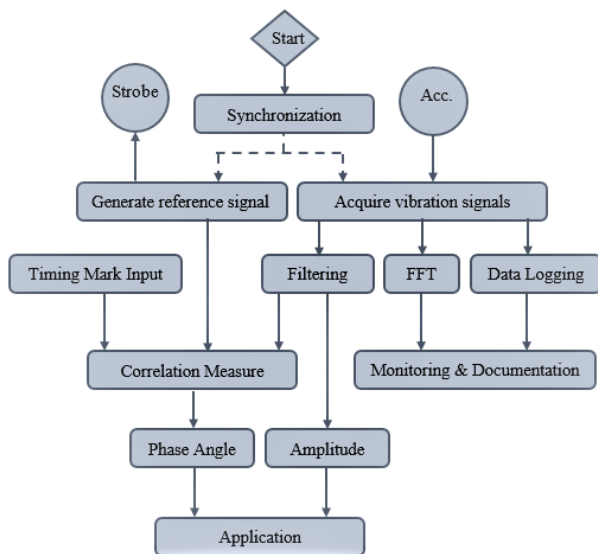 Start
Strobe
Synchronization
Acc.
Generate reference signal
Acquire vibration signals
Timing Mark Input
Filtering
FFT
Data Logging
Correlation Measure
Monitoring & Documentation
Phase Angle
Amplitude
Application